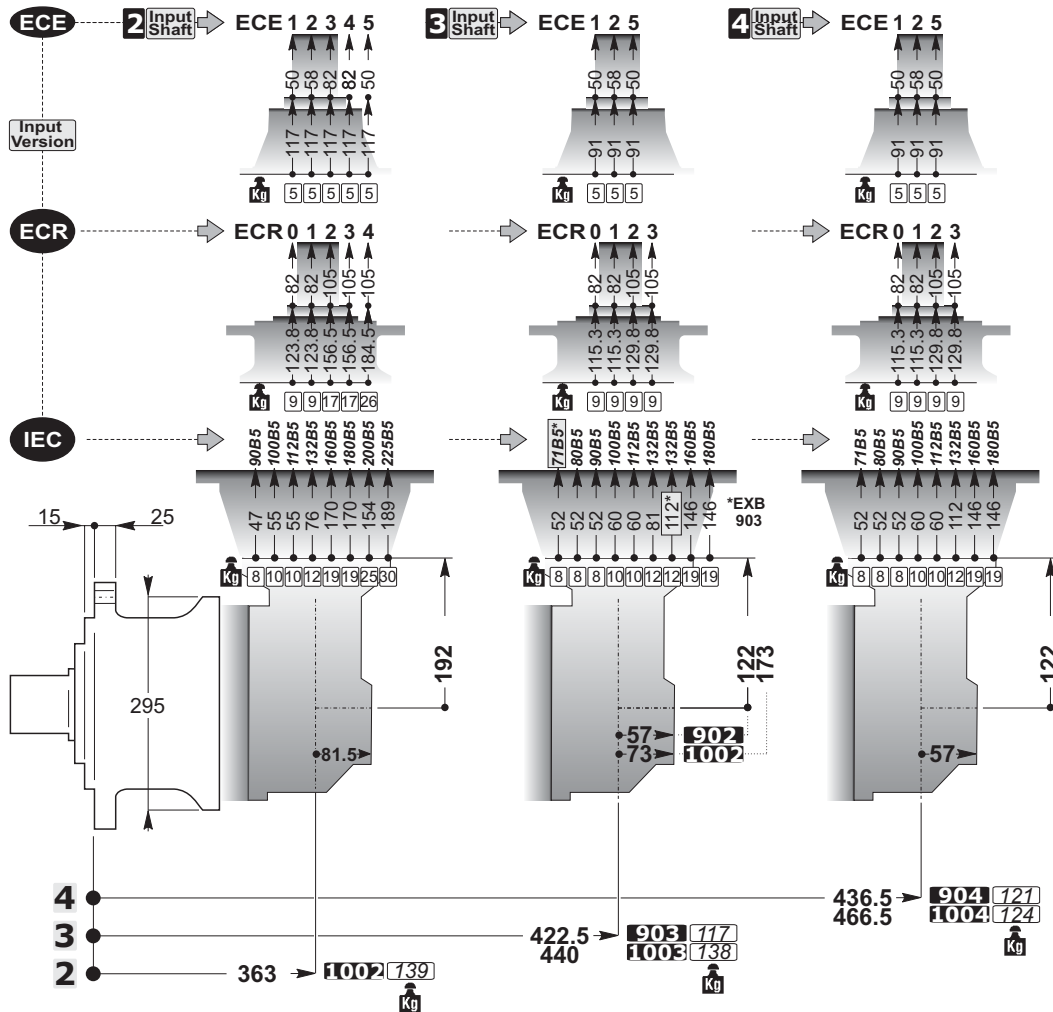 ECE 2 Input Shaft ECE 1 2 3 4 5 3 Input Shaft ECE 1 2 5 4 Input Shaft ECE 1 2 5
50 58 82 82 50 50 58 50 50 58 50
Input Version
117 117 117 117 117 91 91 91 91 91 91
Kg 5 5 5 5 5 Kg 5 5 5 Kg 5 5 5
ECR ECR 0 1 2 3 4 ECR 0 1 2 3 ECR 0 1 2 3
82 82 105 105 105 82 82 105 105 82 82 105 105
123.8 123.8 156.5 156.5 184.5 115.3 115.3 129.8 129.8 115.3 115.3 129.8 129.8
Kg 9 9 17 17 26 Kg 9 9 9 9 Kg 9 9 9 9
IEC 90B5 100B5 112B5 132B5 160B5 180B5 200B5 225B5 71B5* 80B5 90B5 100B5 112B5 132B5 132B5 160B5 180B5 71B5 80B5 90B5 100B5 112B5 132B5 160B5 180B5
15 25 47 55 55 76 170 170 154 189 52 52 52 60 60 81 112* 146 146 *EXB 903 52 52 52 60 60 112 146 146
Kg 8 10 10 12 19 19 25 30 Kg 8 8 8 10 10 12 12 19 19 Kg 8 8 8 10 10 12 19 19
295 192 122 173 122
81.5 57 902 57
73 1002
4 436.5 904 121
466.5 1004 124
Kg
3 422.5 903 117
440 1003 138
Kg
2 363 1002 139
Kg